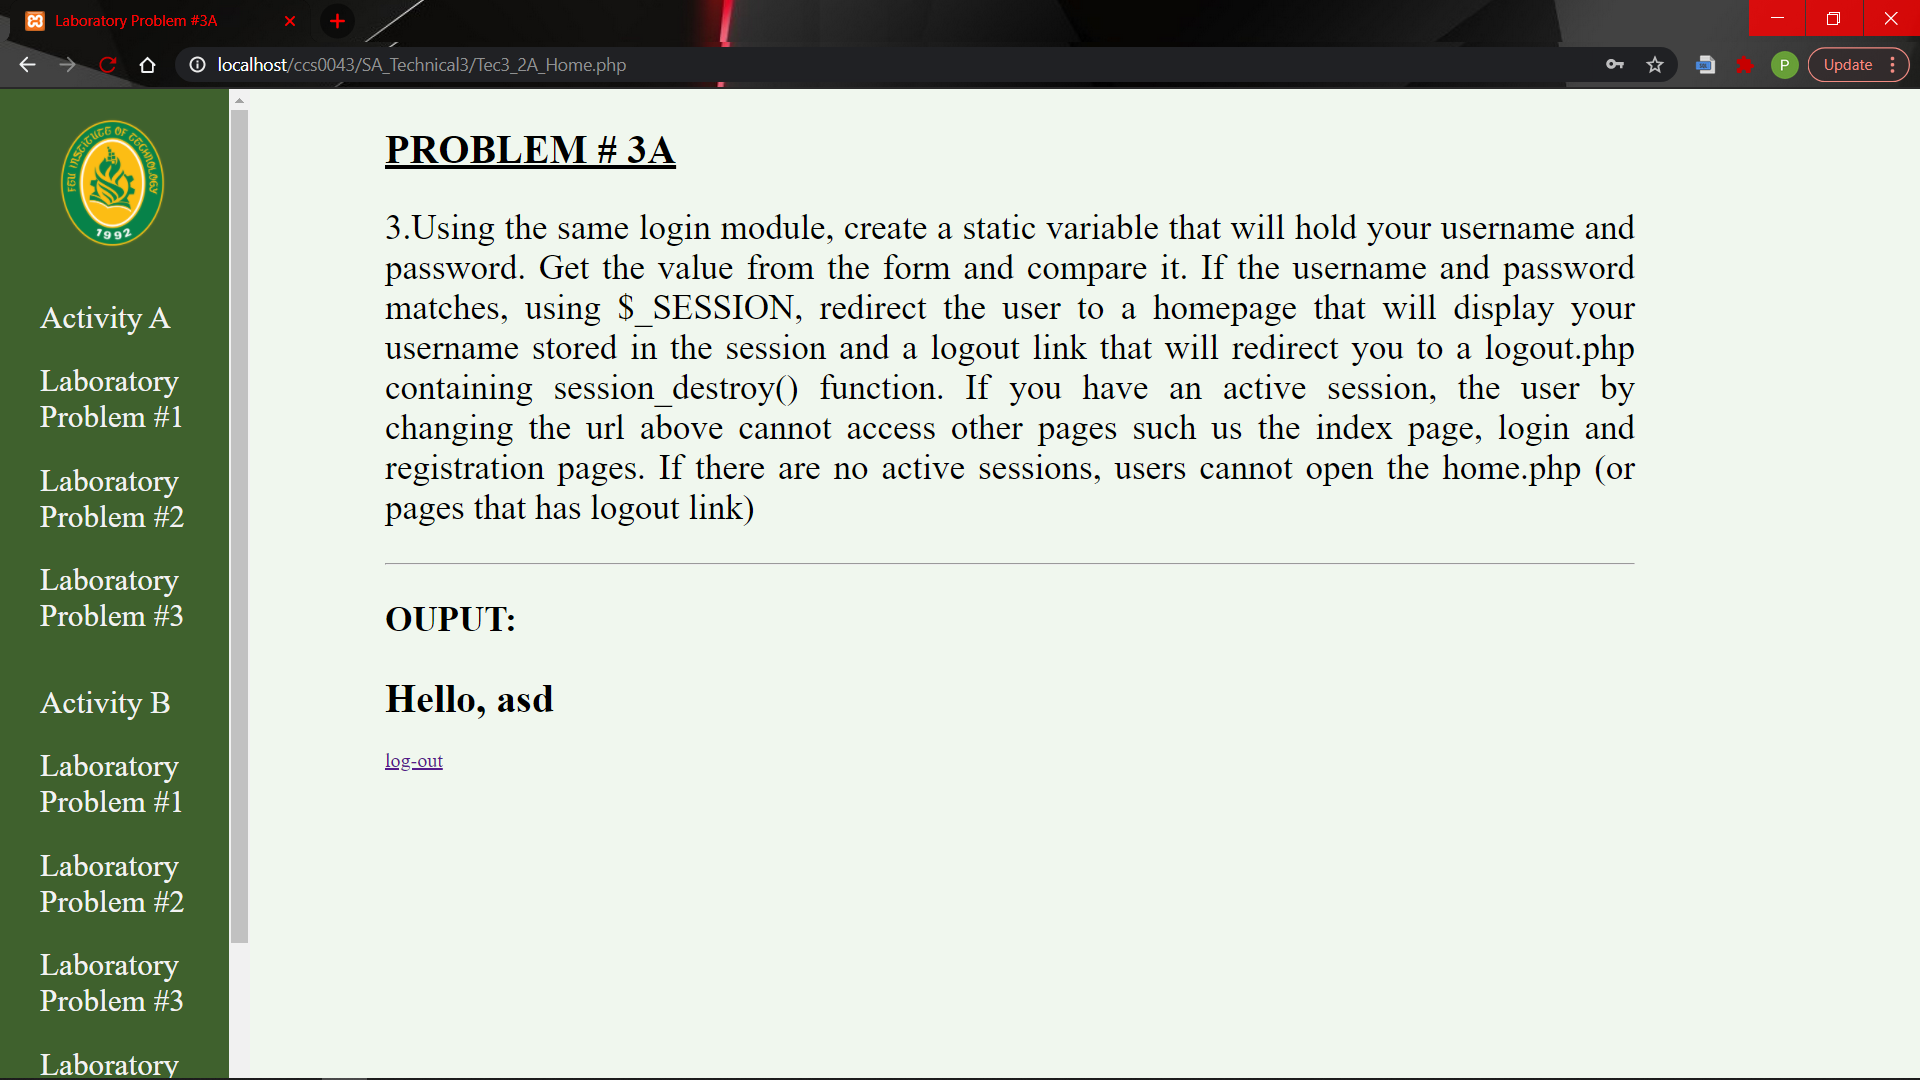 Laboratory Problem #3A
localhost/ccs0043/SA_Technical3/Tec3_2A_Home.php
P
Update
FEU INSTITUTE OF TECHNOLOGY
1992
Activity A
Laboratory
Problem #1
Laboratory
Problem #2
Laboratory
Problem #3
Activity B
Laboratory
Problem #1
Laboratory
Problem #2
Laboratory
Problem #3
Laboratory
PROBLEM # 3A
3.Using the same login module, create a static variable that will hold your username and
password. Get the value from the form and compare it. If the username and password
matches, using $_SESSION, redirect the user to a homepage that will display your
username stored in the session and a logout link that will redirect you to a logout.php
containing session_destroy() function. If you have an active session, the user by
changing the url above cannot access other pages such us the index page, login and
registration pages. If there are no active sessions, users cannot open the home.php (or
pages that has logout link)
OUPUT:
Hello, asd
log-out